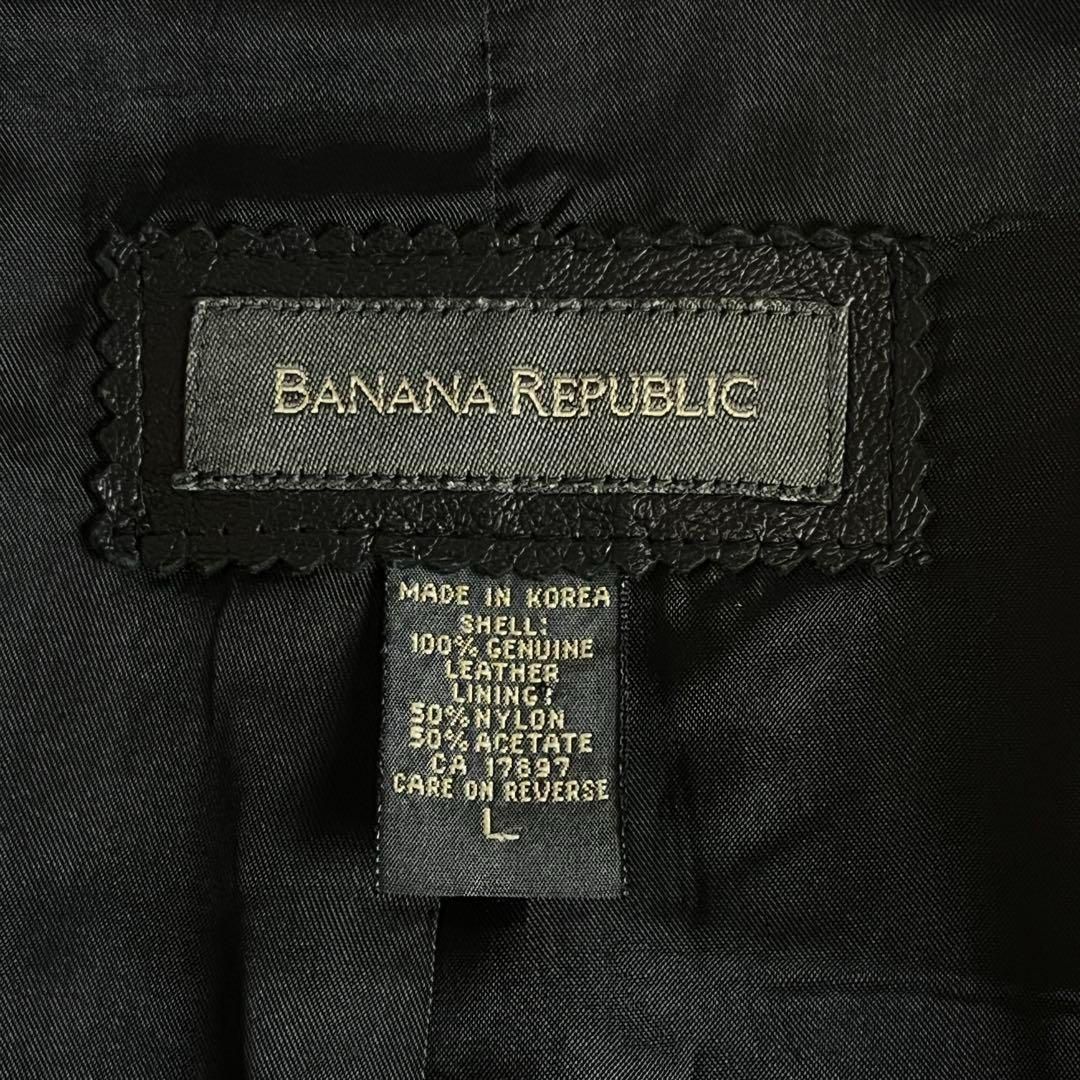 BANANA REPUBLIC
MADE IN KOREA
SHELL:
100% GENUINE
LEATHER
LINING:
50% NYLON
50% ACETATE
CA 17897
CARE ON REVERSE
L